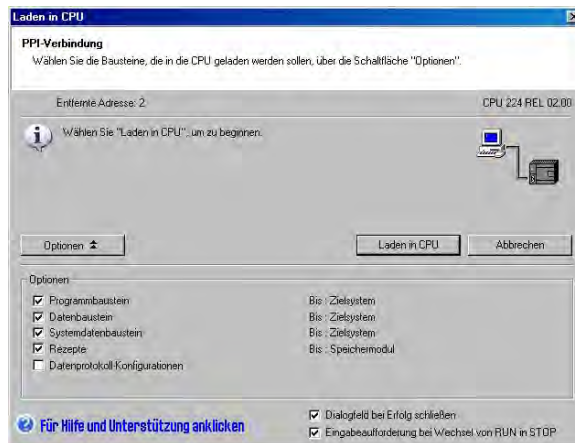 Laden in CPU
PPI-Verbindung
Wählen Sie die Bausteine, die in die CPU geladen werden sollen, über die Schaltfläche "Optionen".
Entfernte Adresse: 2
CPU 224 REL 02.00
Wählen Sie "Laden in CPU", um zu beginnen.
Optionen
Laden in CPU
Abbrechen
Optionen
Programmbaustein Bis : Zielsystem
Datenbaustein Bis : Zielsystem
Systemdatenbaustein Bis : Zielsystem
Rezepte Bis : Speichermodul
Datenprotokoll-Konfigurationen
Für Hilfe und Unterstützung anklicken
Dialogfeld bei Erfolg schließen
Eingabeaufforderung bei Wechsel von RUN in STOP